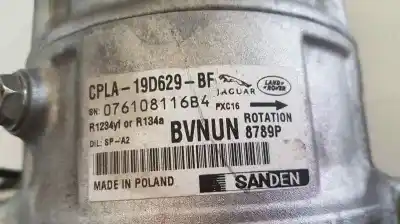 CPLA-19D629-BF
JAGUAR
LAND ROVER
SN: 076108116B4
PXC16
R1234yf or R134a
BVNUN
ROTATION
8789P
OIL: SP-A2
MADE IN POLAND
SANDEN